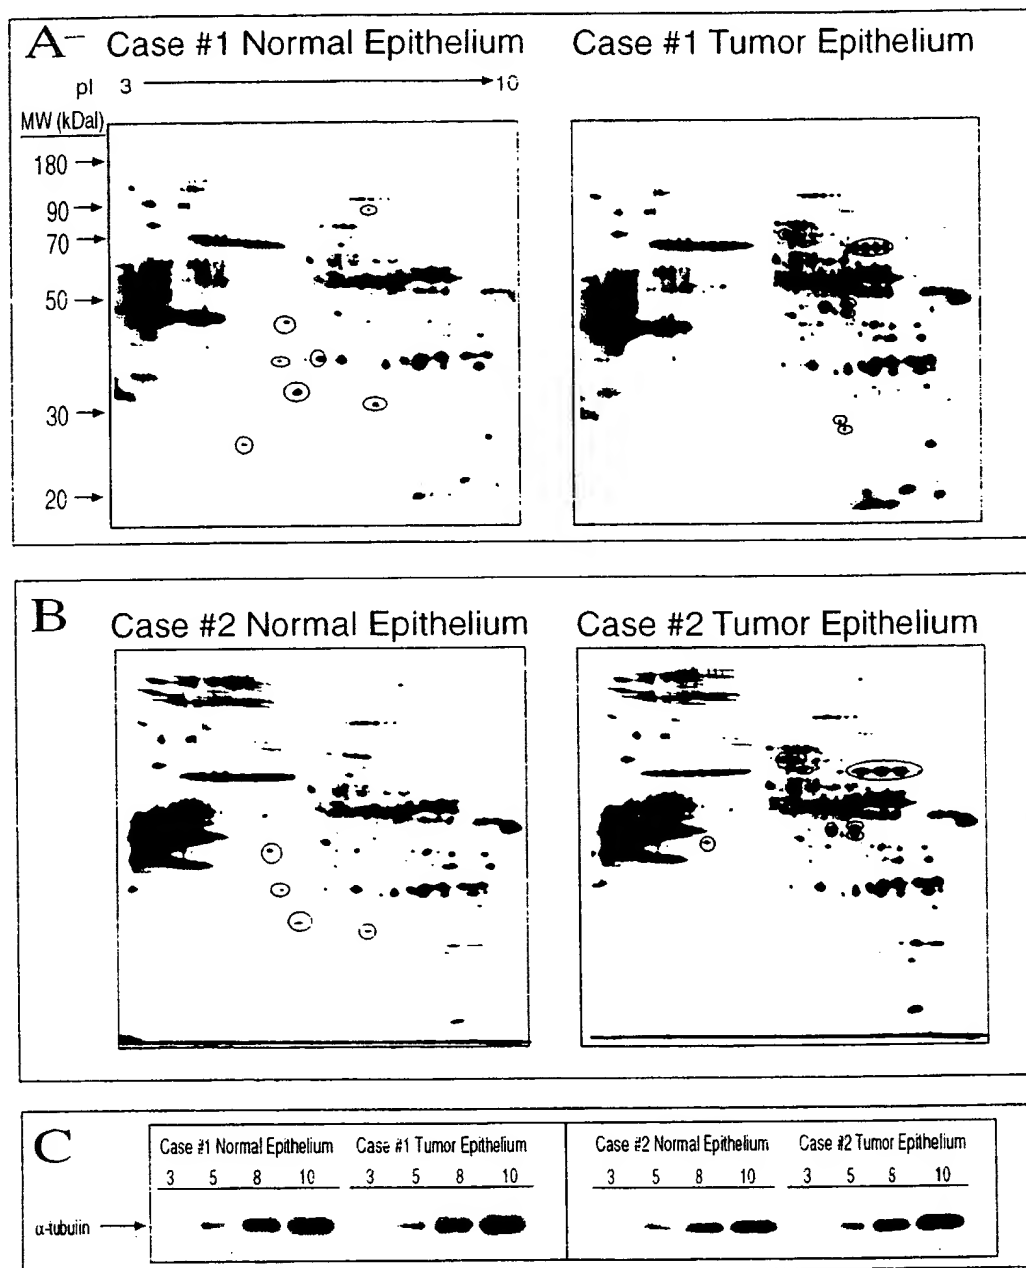 A
Case #1 Normal Epithelium
Case #1 Tumor Epithelium
pI 3 10
MW (kDal)
180
90
70
50
30
20
B
Case #2 Normal Epithelium
Case #2 Tumor Epithelium
C
Case #1 Normal Epithelium
Case #1 Tumor Epithelium
Case #2 Normal Epithelium
Case #2 Tumor Epithelium
3 5 8 10
3 5 8 10
3 5 8 10
3 5 8 10
α-tubulin